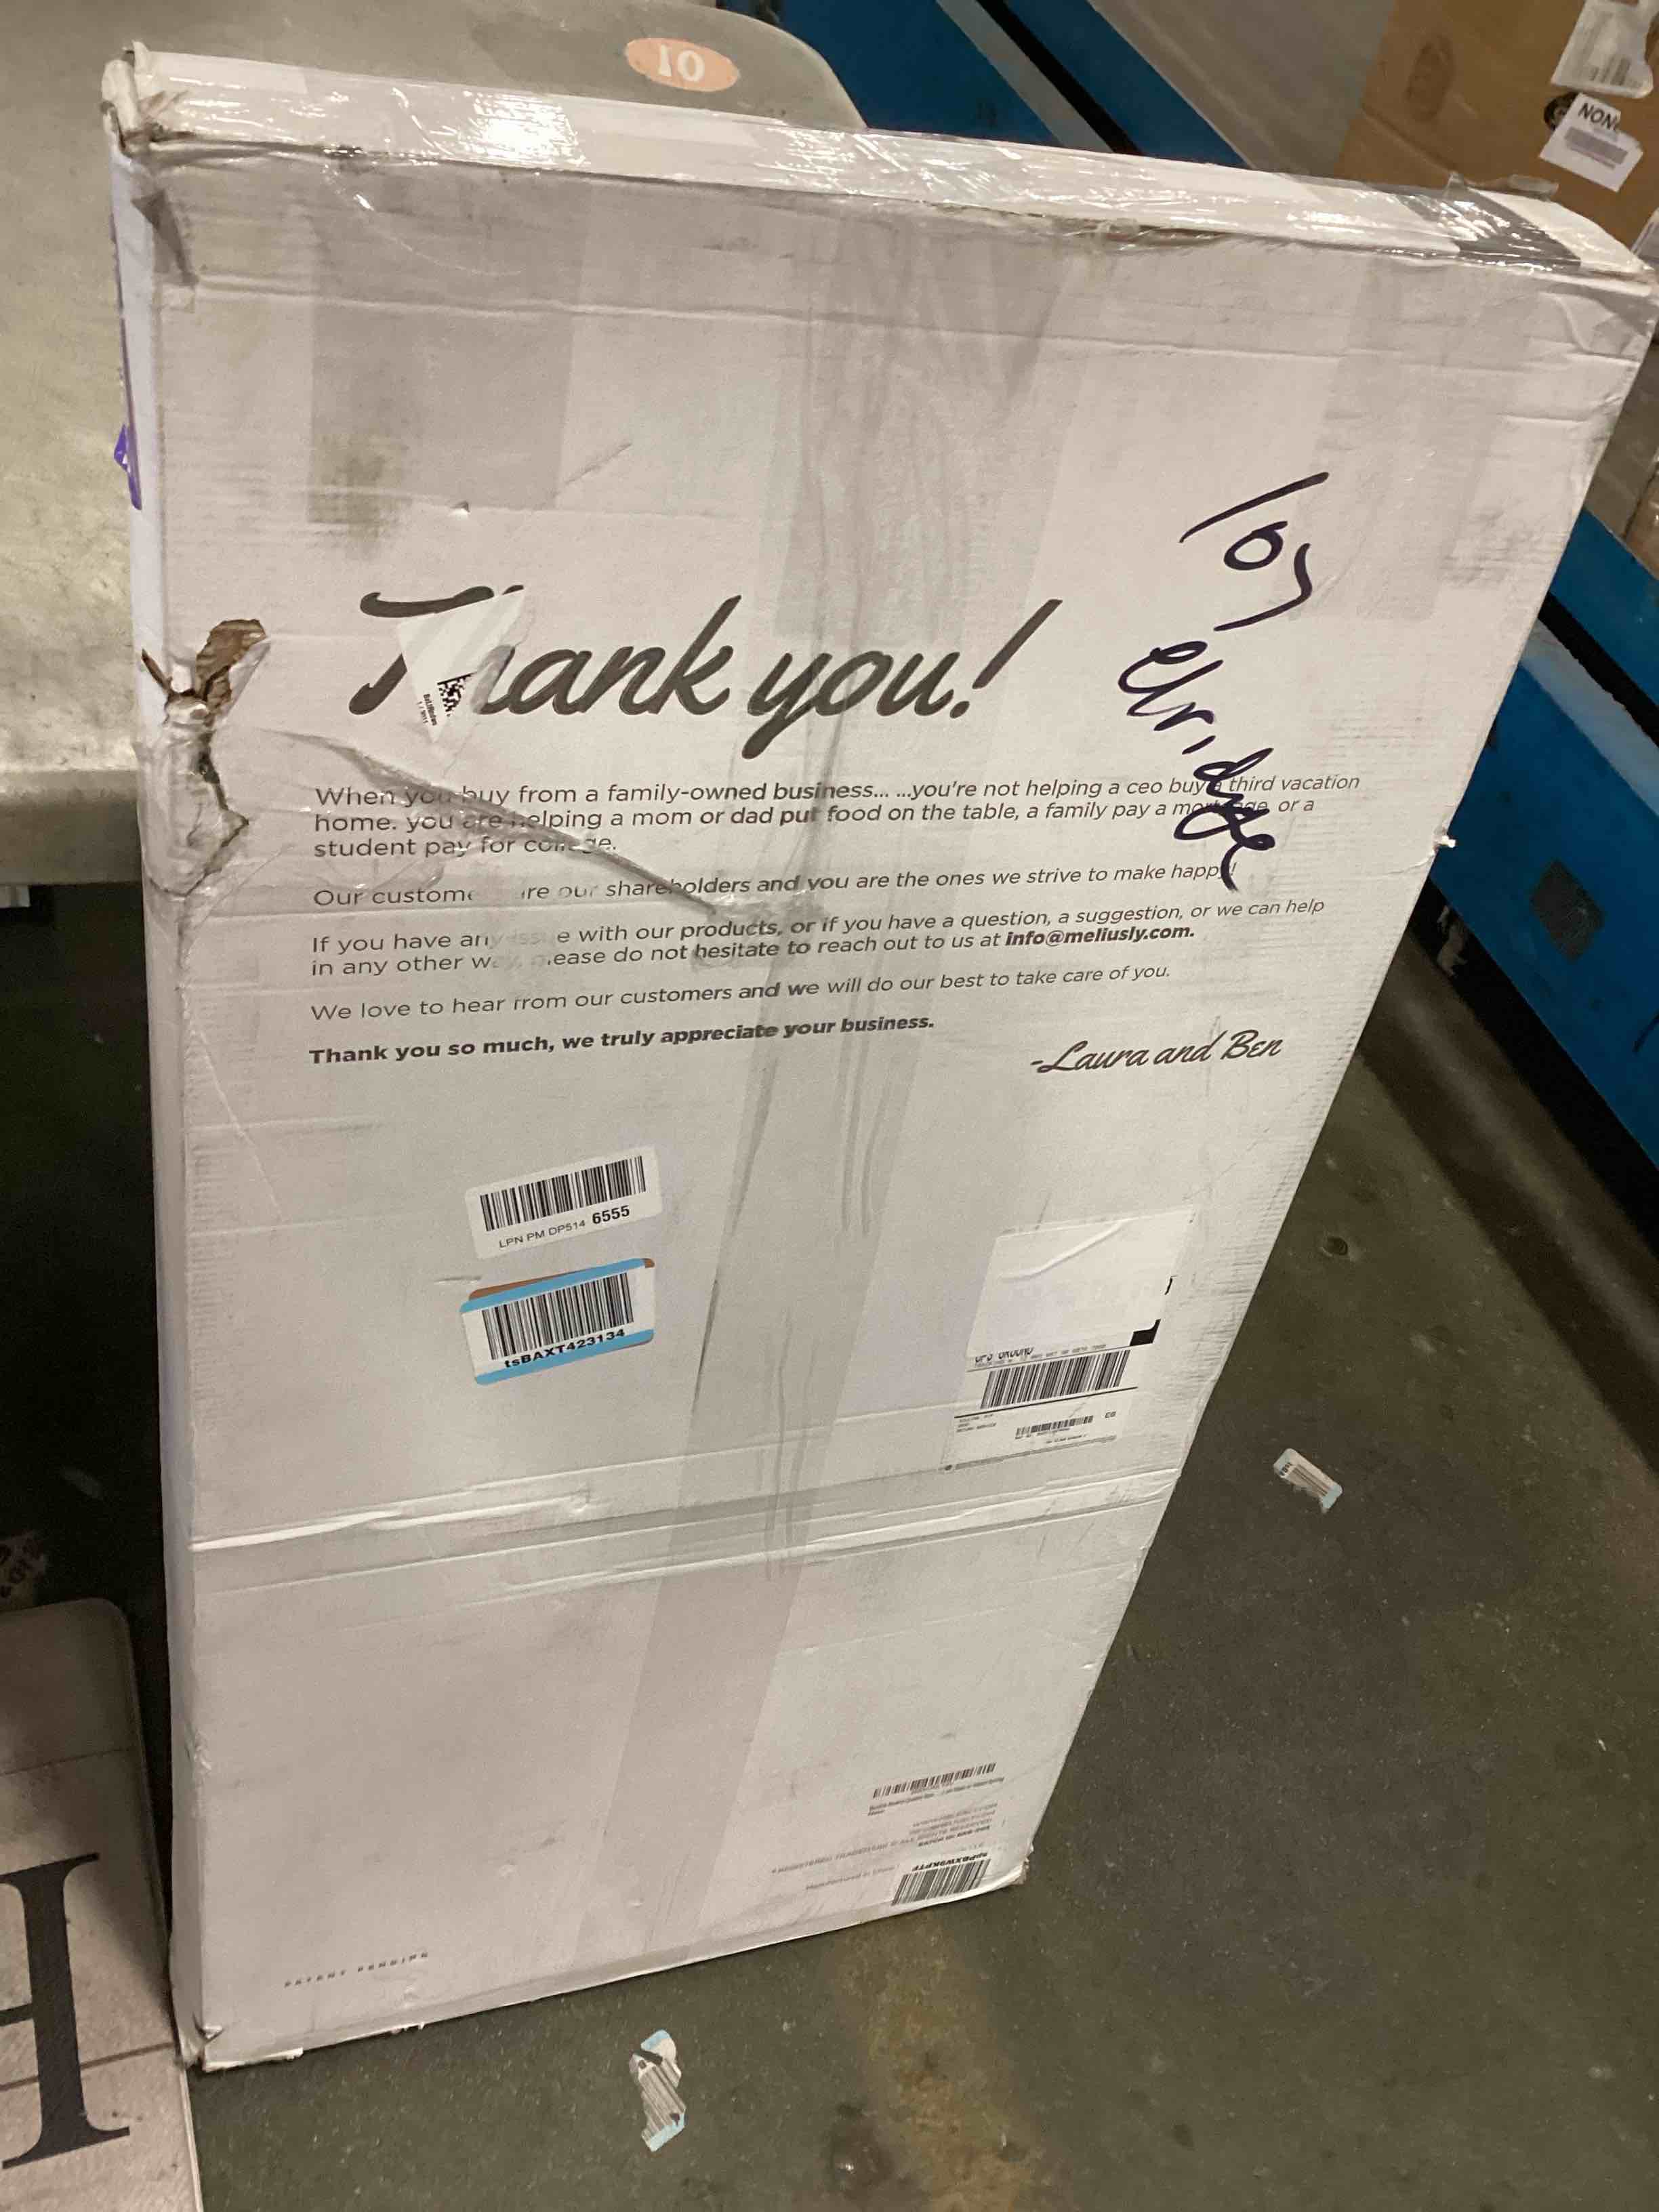 10
NON
Thank you!
Toy
elridge
When you buy from a family-owned business... ...you're not helping a ceo buy a third vacation
home. you are helping a mom or dad put food on the table, a family pay a mortgage, or a
student pay for college.
Our custome are our shareholders and you are the ones we strive to make happy!
If you have any issue with our products, or if you have a question, a suggestion, or we can help
in any other wa please do not hesitate to reach out to us at info@meliusly.com.
We love to hear from our customers and we will do our best to take care of you.
Thank you so much, we truly appreciate your business.
-Laura and Ben
LPN PM DP514 6555
tsBAXT423134
UPS GROUND
PATENT PENDING
H